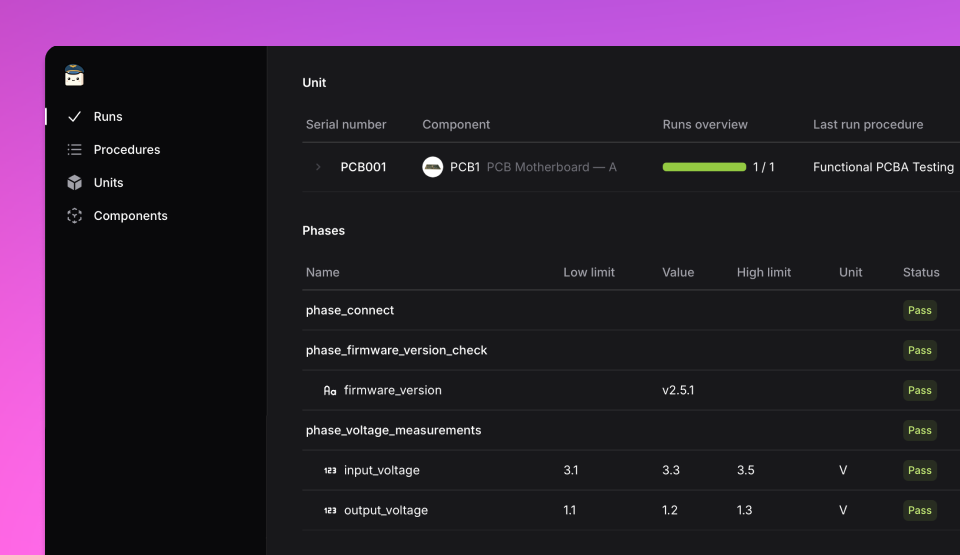 Unit
Runs
Procedures
Units
Components
Serial number Component Runs overview Last run procedure
PCB001 PCB1 PCB Motherboard — A 1 / 1 Functional PCBA Testing
Phases
Name Low limit Value High limit Unit Status
phase_connect Pass
phase_firmware_version_check Pass
Aa firmware_version v2.5.1 Pass
phase_voltage_measurements Pass
123 input_voltage 3.1 3.3 3.5 V Pass
123 output_voltage 1.1 1.2 1.3 V Pass